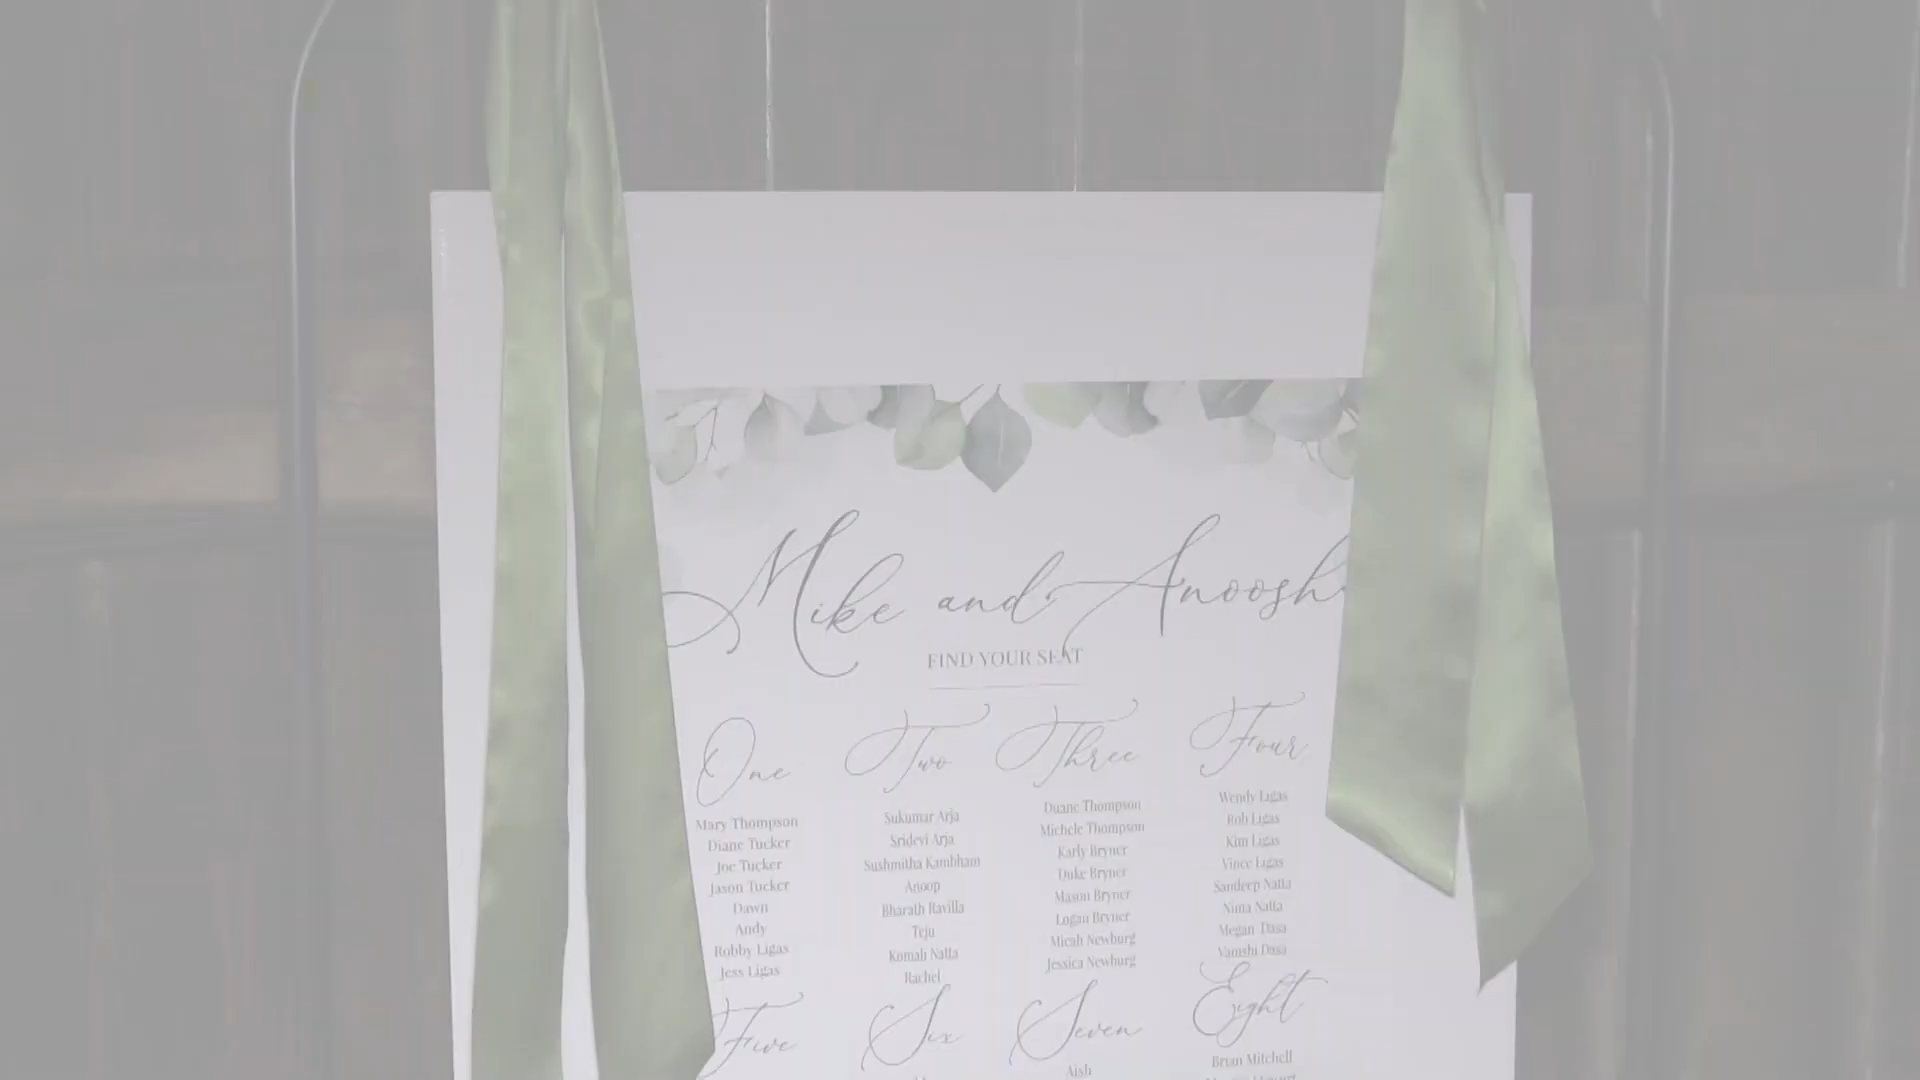 Mike and Anoosh
FIND YOUR SEAT
One
Mary Thompson
Diane Tucker
Joe Tucker
Jason Tucker
Dawn
Andy
Robby Ligas
Jess Ligas
Two
Sukumar Arja
Sridevi Arja
Sushmitha Kambham
Anoop
Bharath Ravilla
Teju
Komali Natta
Rachel
Three
Duane Thompson
Michele Thompson
Karly Bryner
Duke Bryner
Mason Bryner
Logan Bryner
Micah Newburg
Jessica Newburg
Four
Wendy Ligas
Rob Ligas
Kim Ligas
Vince Ligas
Sandeep Natta
Nima Natta
Megan Dasa
Vamshi Dasa
Five
Six
Seven
Aish
Eight
Brian Mitchell